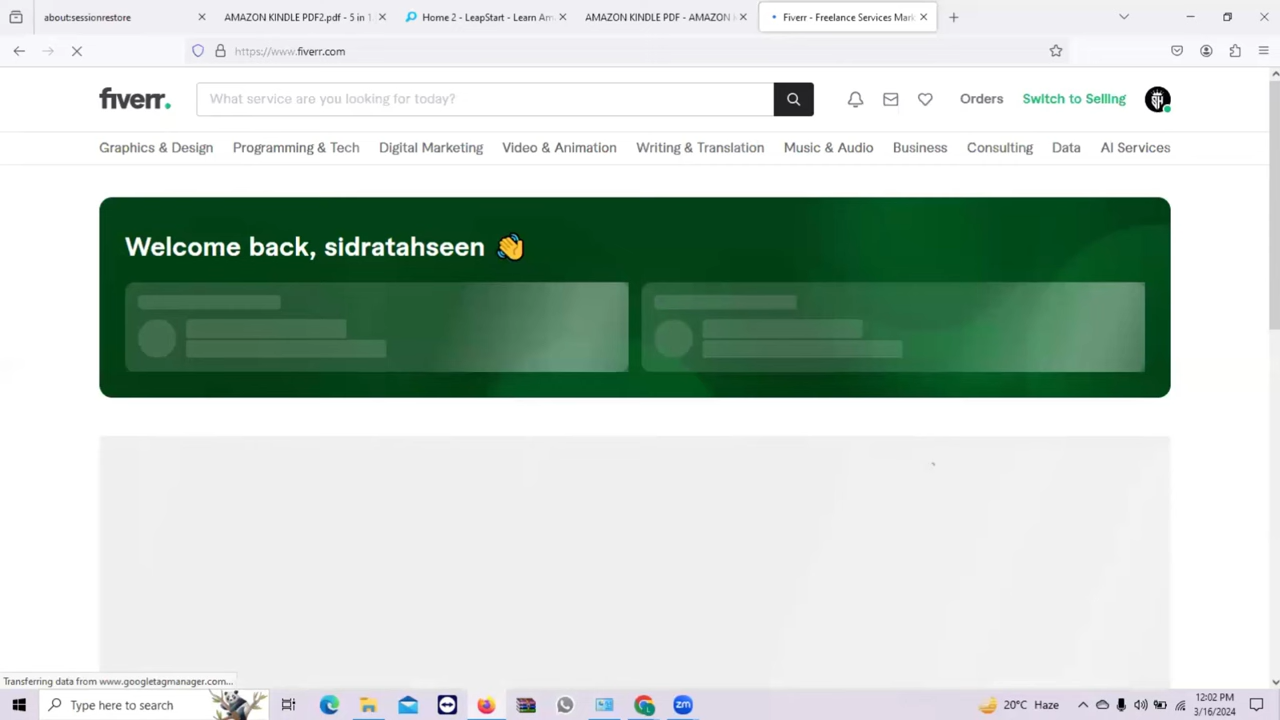 about:sessionrestore
AMAZON KINDLE PDF2.pdf - 5 in 1
Home 2 - LeapStart - Learn Am
AMAZON KINDLE PDF - AMAZON k
Fiverr - Freelance Services Mark
https://www.fiverr.com
fiverr.
What service are you looking for today?
Orders
Switch to Selling
Graphics & Design
Programming & Tech
Digital Marketing
Video & Animation
Writing & Translation
Music & Audio
Business
Consulting
Data
AI Services
Welcome back, sidratahseen
Transferring data from www.googletagmanager.com...
Type here to search
20°C Haze
12:02 PM
3/16/2024